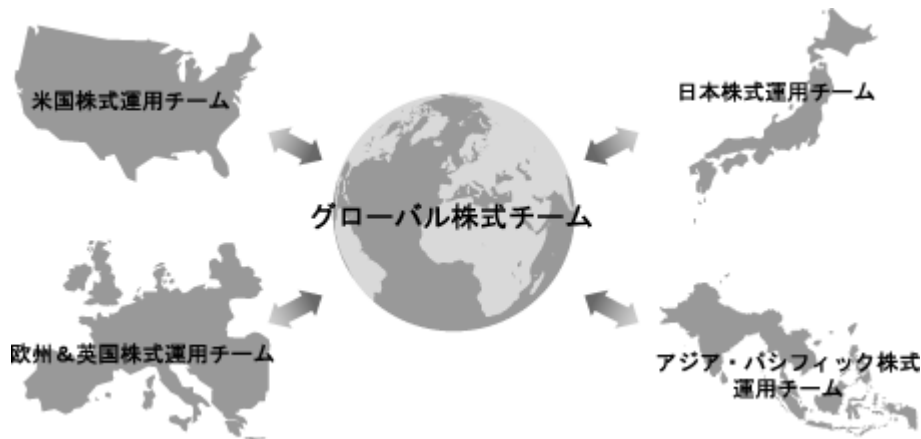 米国株式運用チーム
日本株式運用チーム
グローバル株式チーム
欧州&英国株式運用チーム
アジア・パシフィック株式
運用チーム